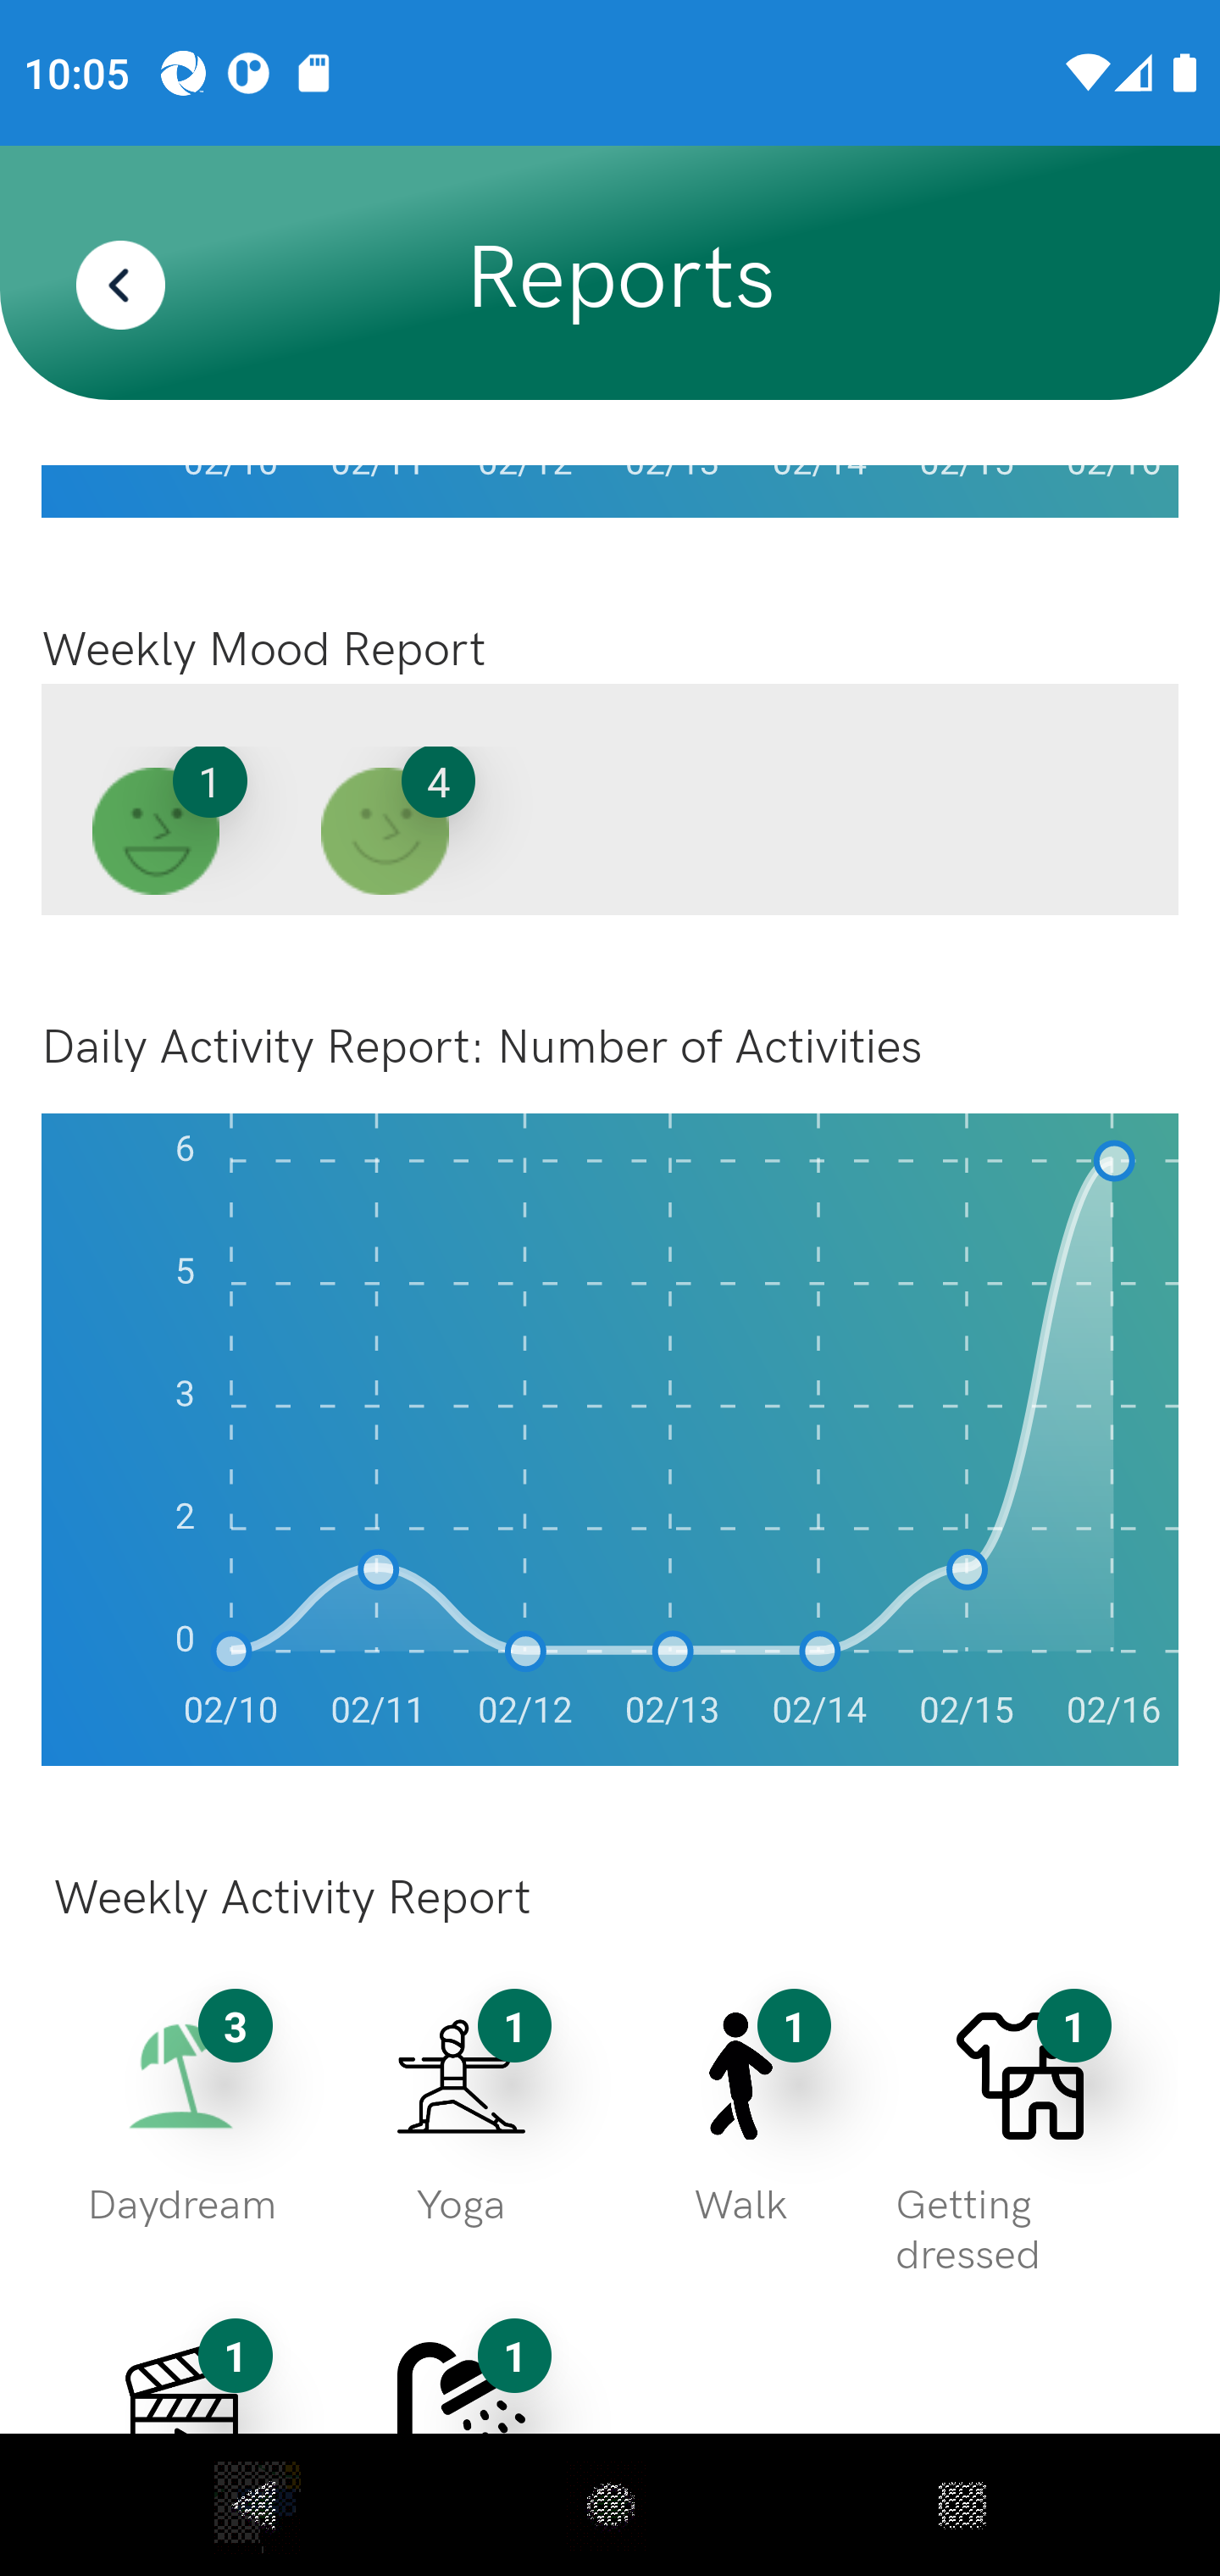 10:05
Reports
02/10 02/11 02/12 02/13 02/14 02/15 02/16
Weekly Mood Report
1 4
Daily Activity Report: Number of Activities
6
5
3
2
0
02/10 02/11 02/12 02/13 02/14 02/15 02/16
Weekly Activity Report
3 1 1 1
Daydream Yoga Walk Getting
dressed
1 1